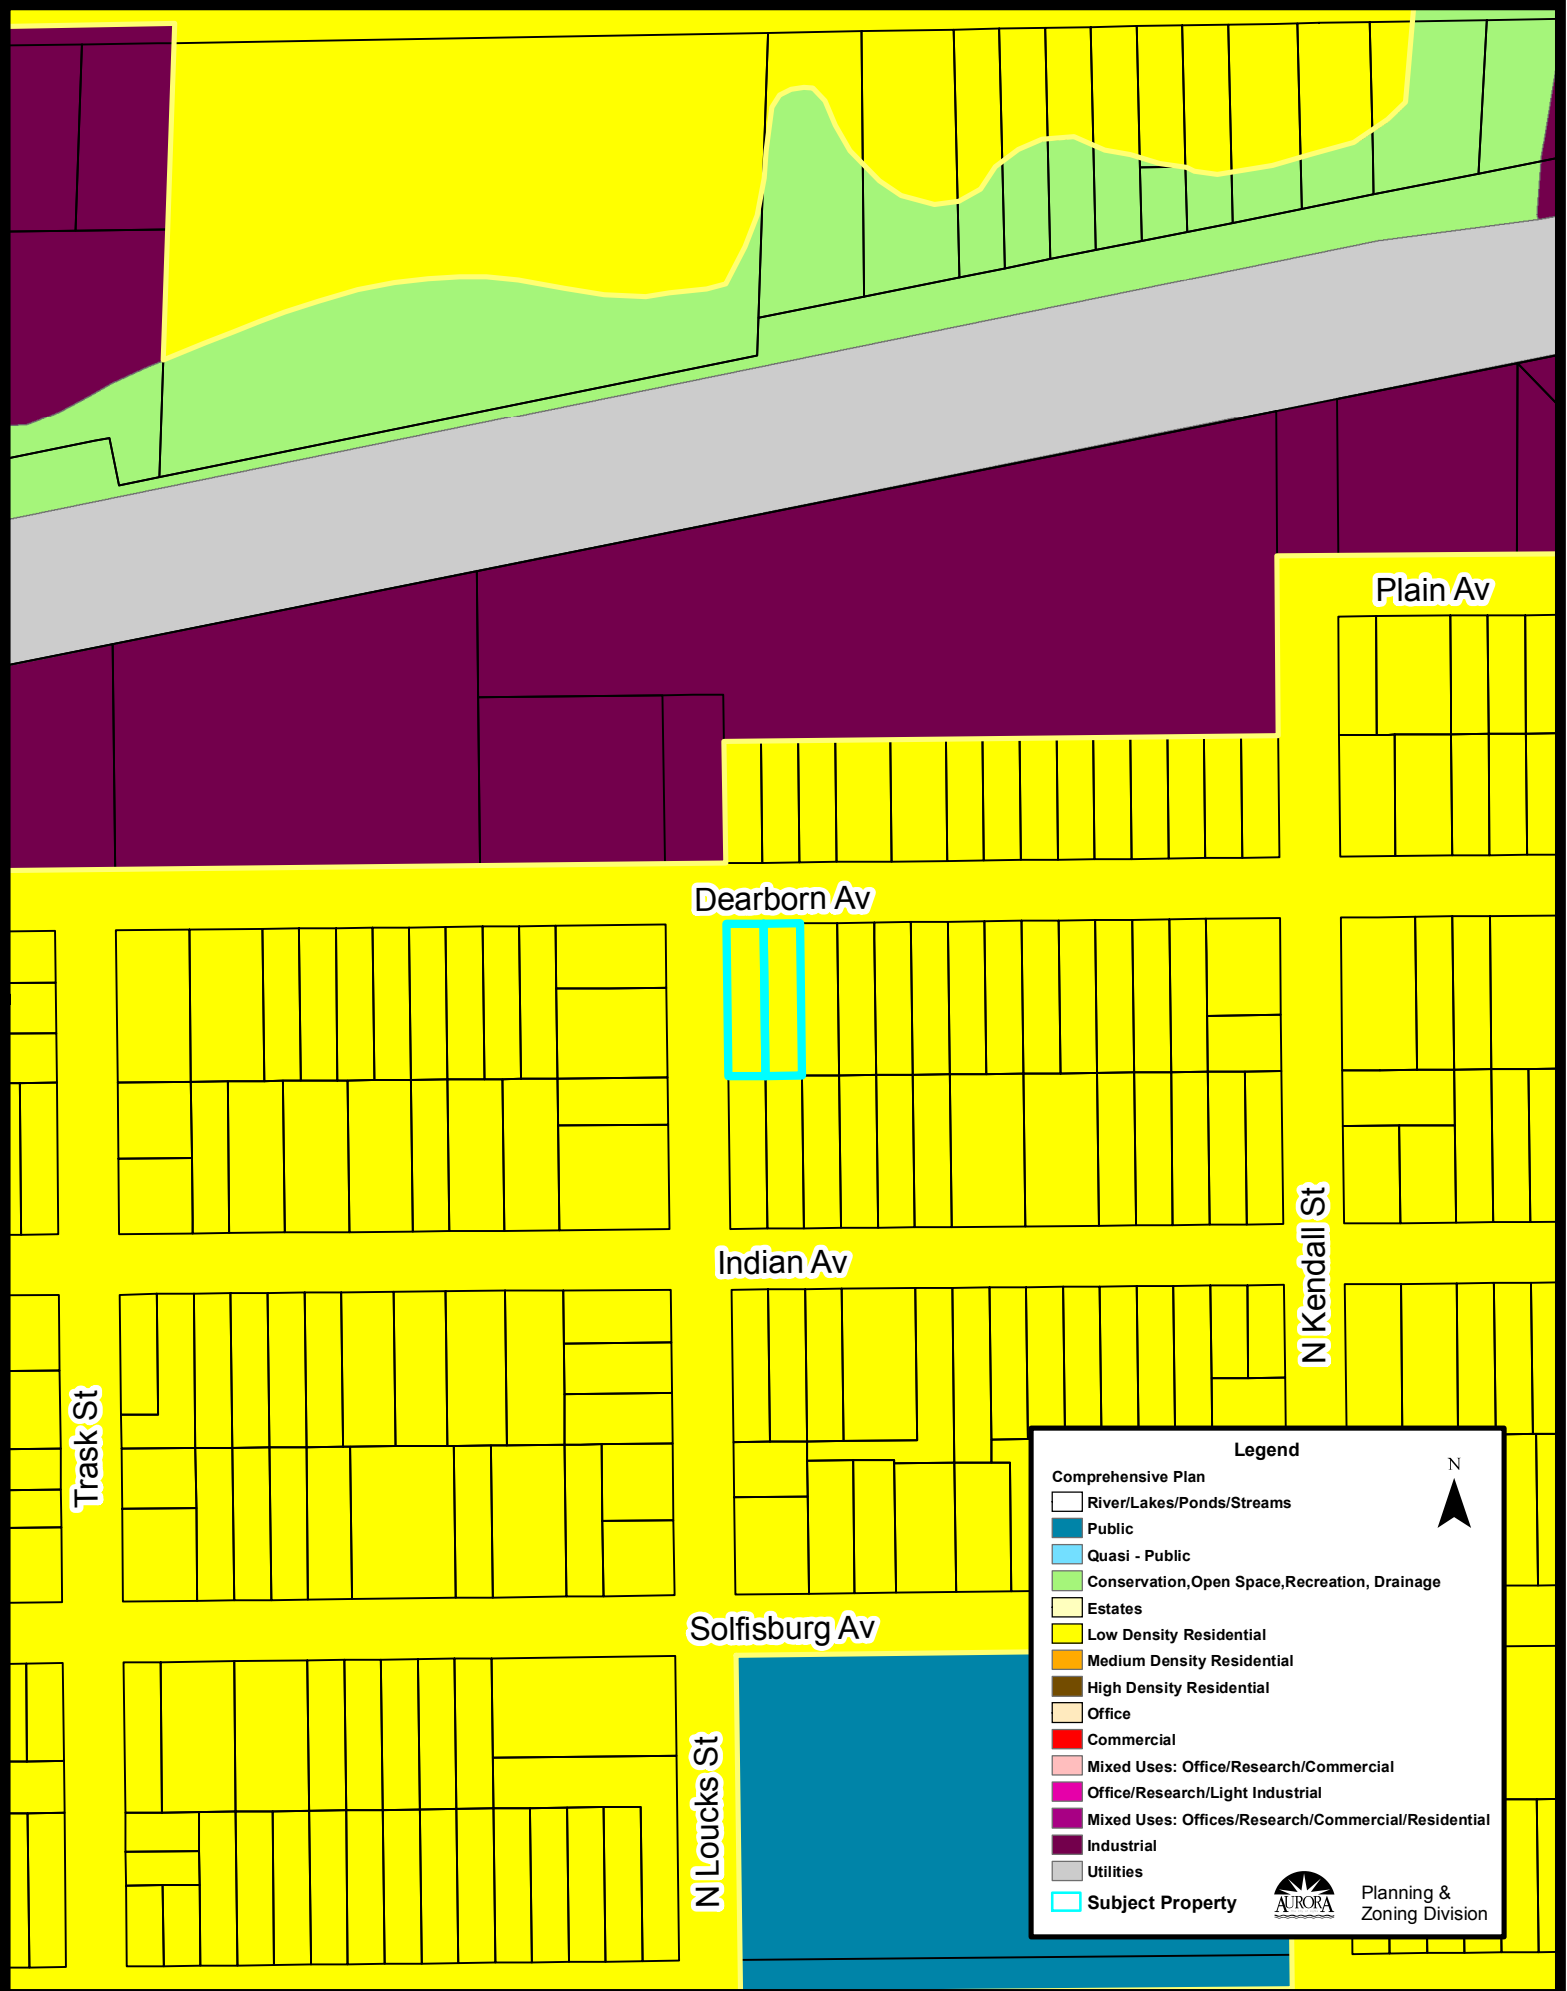 Plain Av
Dearborn Av
Indian Av
N Kendall St
Trask St
Solfisburg Av
N Loucks St
Legend
Comprehensive Plan
N
River/Lakes/Ponds/Streams
Public
Quasi - Public
Conservation,Open Space,Recreation, Drainage
Estates
Low Density Residential
Medium Density Residential
High Density Residential
Office
Commercial
Mixed Uses: Office/Research/Commercial
Office/Research/Light Industrial
Mixed Uses: Offices/Research/Commercial/Residential
Industrial
Utilities
Subject Property
AURORA
Planning &
Zoning Division